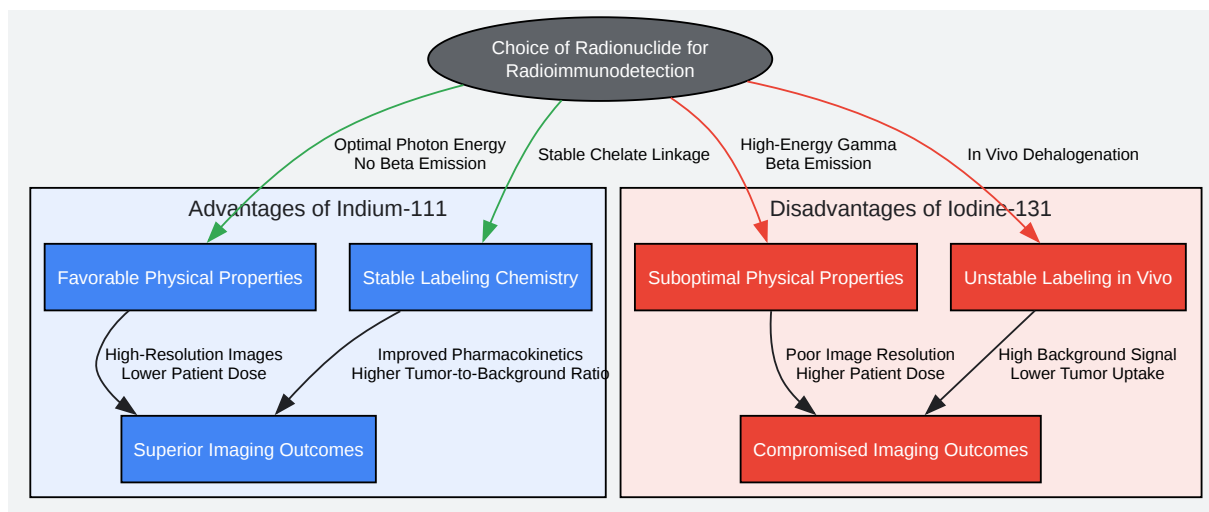 Choice of Radionuclide for
Radioimmunodetection
Optimal Photon Energy
No Beta Emission
Stable Chelate Linkage
High-Energy Gamma
Beta Emission
In Vivo Dehalogenation
Advantages of Indium-111
Disadvantages of Iodine-131
Favorable Physical Properties
Stable Labeling Chemistry
Suboptimal Physical Properties
Unstable Labeling in Vivo
High-Resolution Images
Lower Patient Dose
Improved Pharmacokinetics
Higher Tumor-to-Background Ratio
Poor Image Resolution
Higher Patient Dose
High Background Signal
Lower Tumor Uptake
Superior Imaging Outcomes
Compromised Imaging Outcomes